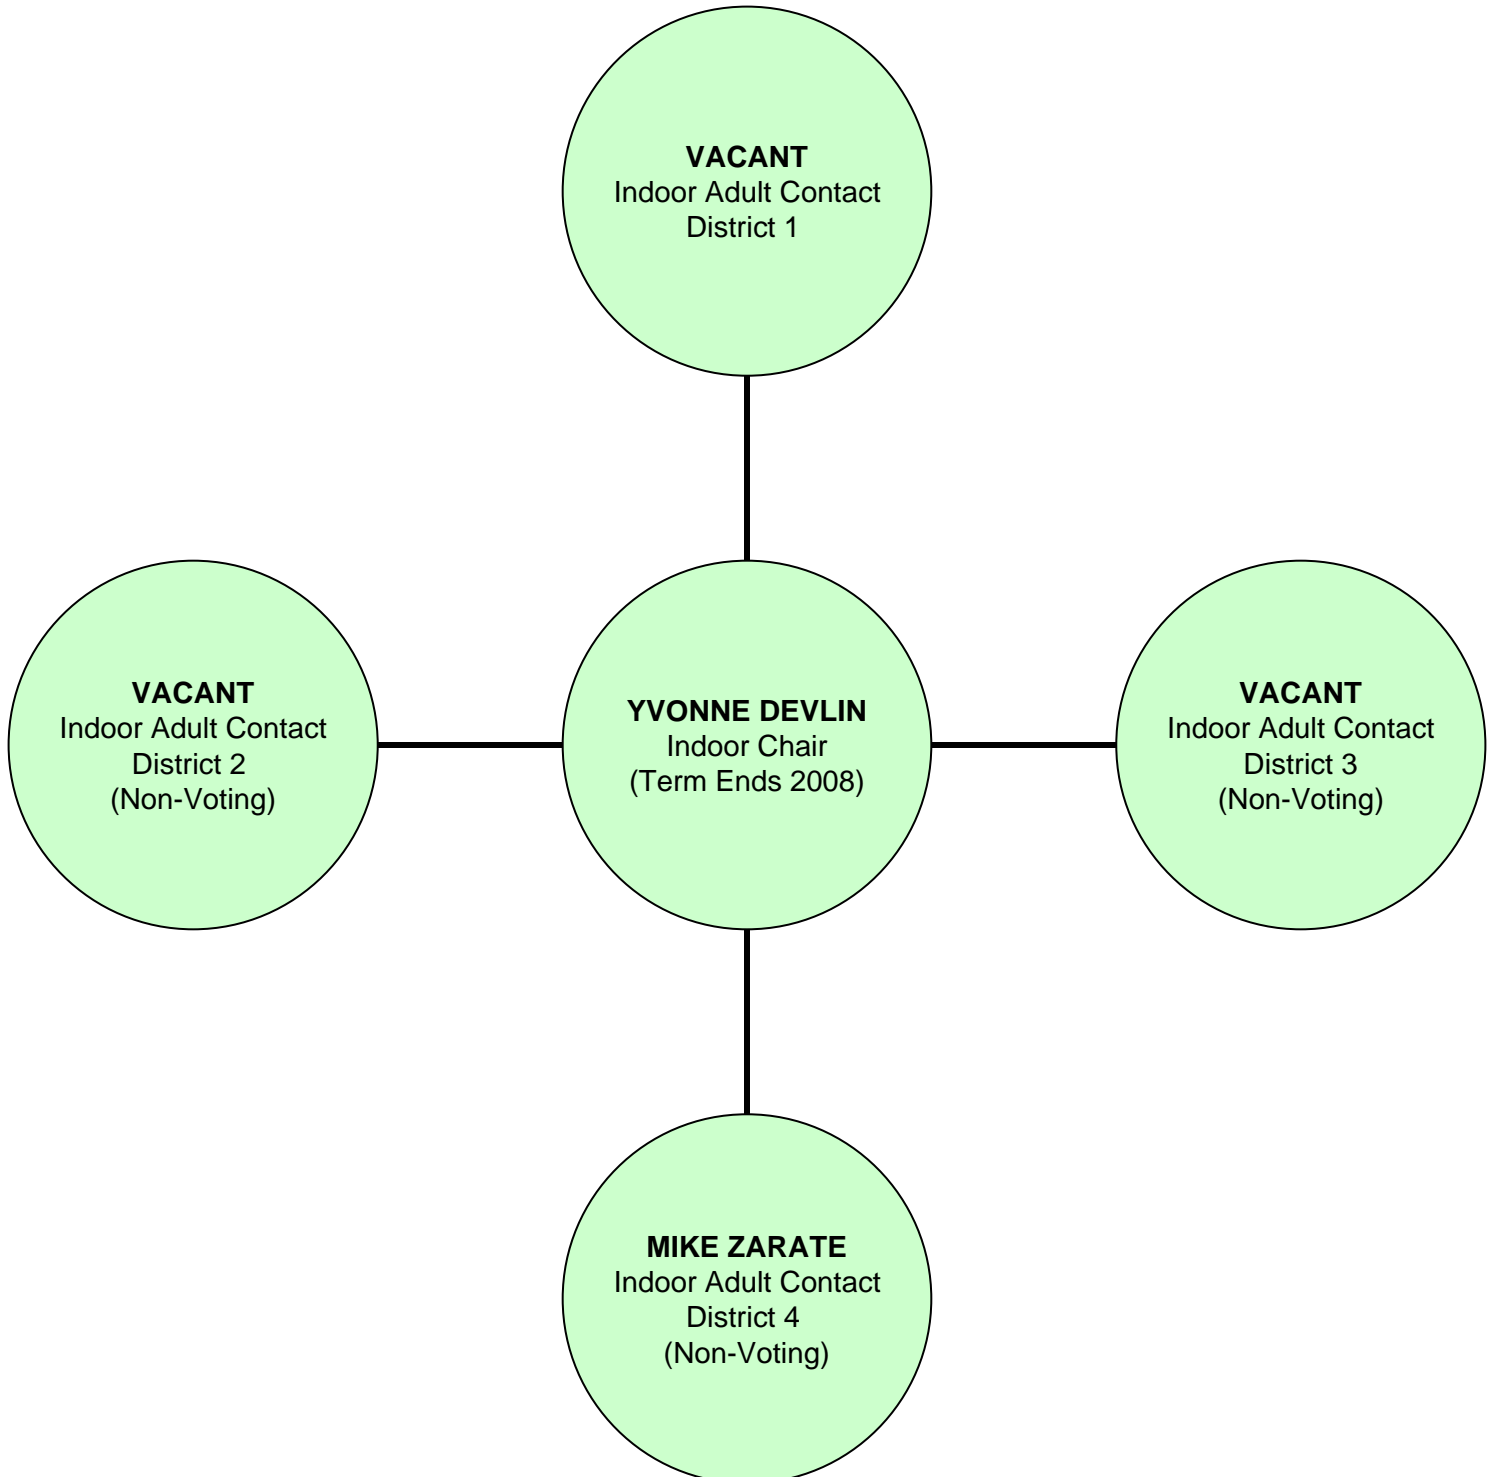 VACANT
Indoor Adult Contact
District 1
VACANT
Indoor Adult Contact
District 2
(Non-Voting)
YVONNE DEVLIN
Indoor Chair
(Term Ends 2008)
VACANT
Indoor Adult Contact
District 3
(Non-Voting)
MIKE ZARATE
Indoor Adult Contact
District 4
(Non-Voting)